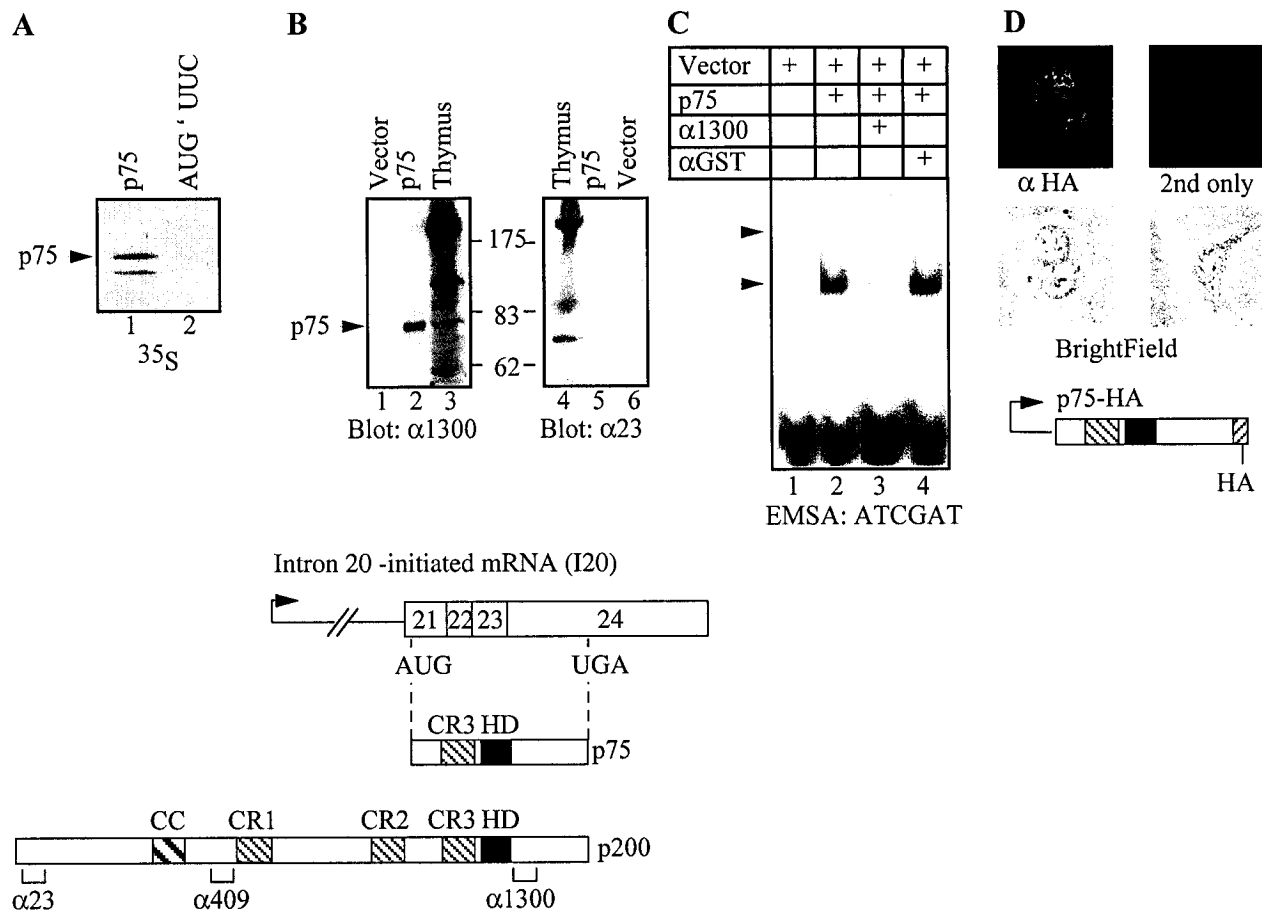 A
p75
AUG ' UUC
p75
1 2
35S
B
Vector
p75
Thymus
Thymus
p75
Vector
175
83
62
p75
1 2 3
4 5 6
Blot: α1300
Blot: α23
C
Vector + + + +
p75 + + +
α1300 +
αGST +
1 2 3 4
EMSA: ATCGAT
D
α HA
2nd only
BrightField
p75-HA
HA
Intron 20 -initiated mRNA (I20)
21 22 23 24
AUG UGA
CR3 HD
p75
CC CR1 CR2 CR3 HD
p200
α23 α409 α1300